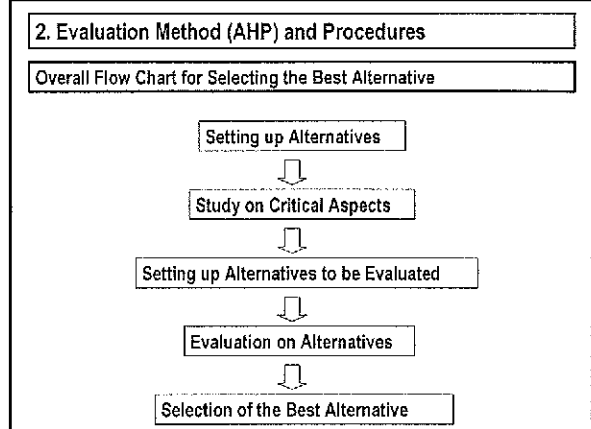 2. Evaluation Method (AHP) and Procedures
Overall Flow Chart for Selecting the Best Alternative
Setting up Alternatives
Study on Critical Aspects
Setting up Alternatives to be Evaluated
Evaluation on Alternatives
Selection of the Best Alternative